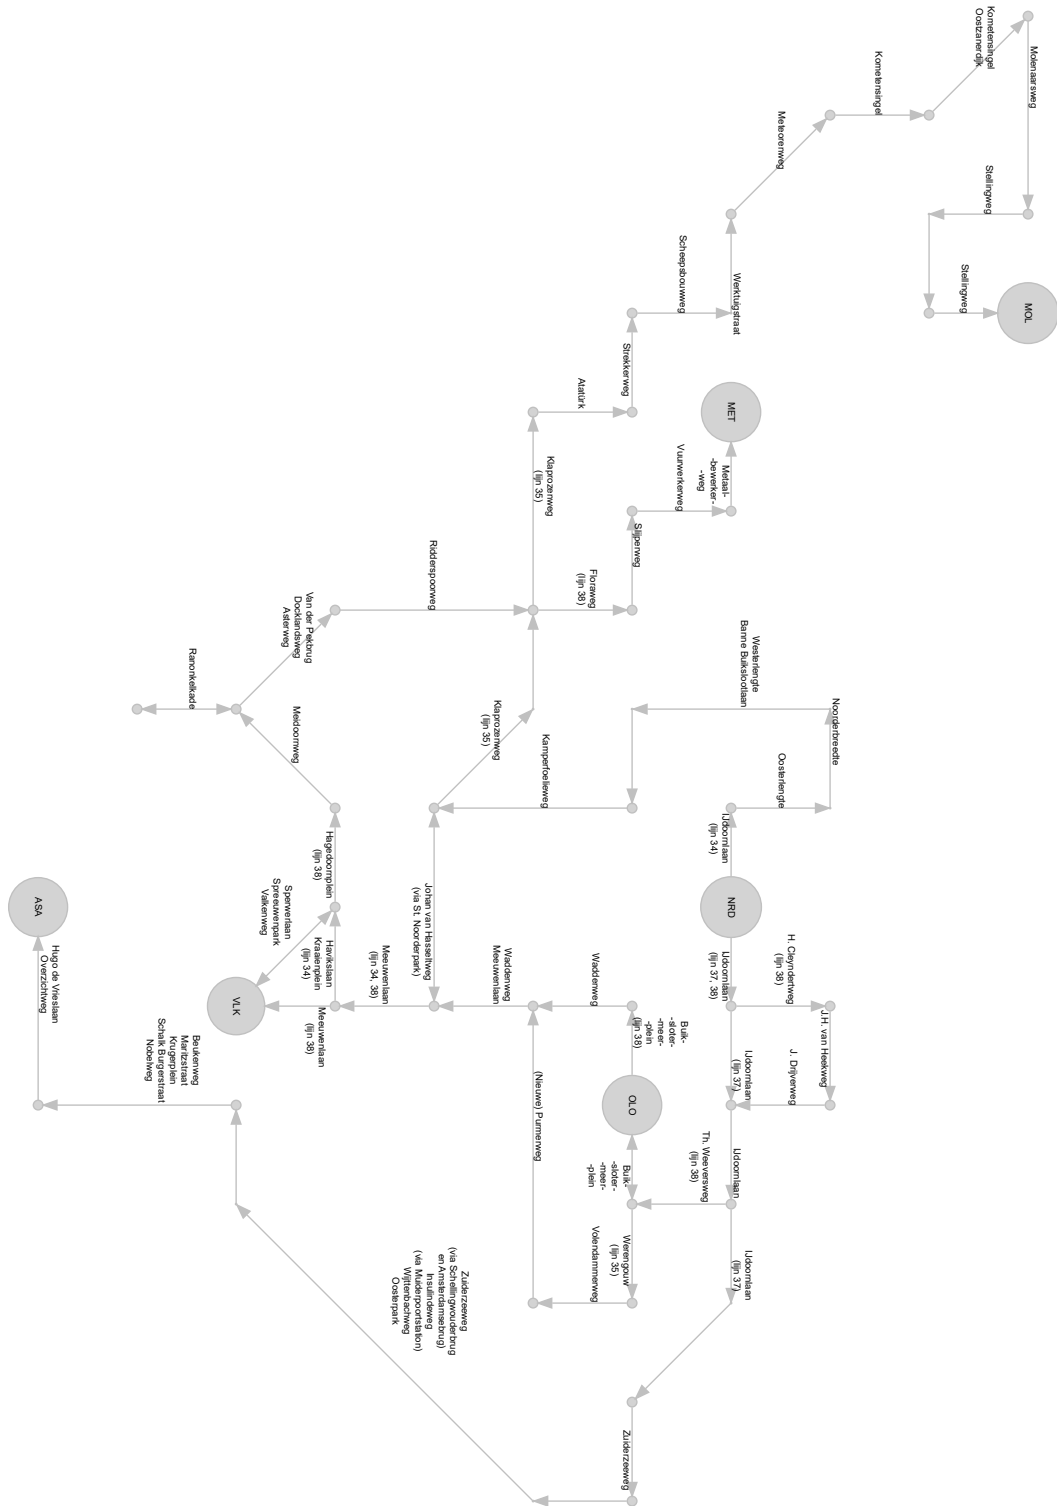 Kometensingel
Oostzanerdijk
Molenaarsweg
Kometensingel
Meteorenweg
Stellingweg
Stellingweg
MOL
Scheepsbouwweg
Werktuigstraat
Strekkerweg
Atatürk
MET
Metaal-
-bewerker-
-weg
Vuurwerkerweg
Slijperweg
Klaprozenweg
(lijn 35)
Floraweg
(lijn 38)
Ridderspoorweg
Van der Pekbrug
Docklandsweg
Asterweg
Ranonkelkade
Meidoornweg
Klaprozenweg
(lijn 35)
Kamperfoelieweg
Westerlengte
Banne Buikslootlaan
Noorderbreedte
Oosterlengte
IJdoornlaan
(lijn 34)
NRD
IJdoornlaan
(lijn 37, 38)
H. Cleyndertweg
(lijn 38)
J.H. van Heekweg
J. Drijverweg
IJdoornlaan
(lijn 37)
IJdoornlaan
Th. Weeversweg
(lijn 38)
IJdoornlaan
(lijn 37)
Hagedoornplein
(lijn 38)
Sperwerlaan
Spreeuwenpark
Valkenweg
Havikslaan
Kraaienplein
(lijn 34)
Johan van Hasseltweg
(via St. Noorderpark)
Meeuwenlaan
(lijn 34, 38)
Meeuwenlaan
(lijn 38)
VLK
Waddenweg
Meeuwenlaan
Waddenweg
Buik-
-sloter-
-meer-
-plein
(lijn 38)
OLO
Buik-
-sloter-
-meer-
-plein
Werengouw
(lijn 35)
Volendammerweg
(Nieuwe) Purmerweg
ASA
Hugo de Vrieslaan
Overzichtweg
Beukenweg
Maritzstraat
Krugerplein
Schalk Burgerstraat
Nobelweg
Zuiderzeeweg
(via Schellingwouderbrug
en Amsterdamsebrug)
Insulindeweg
(via Muiderpoortstation)
Wijttenbachweg
Oosterpark
Zuiderzeeweg